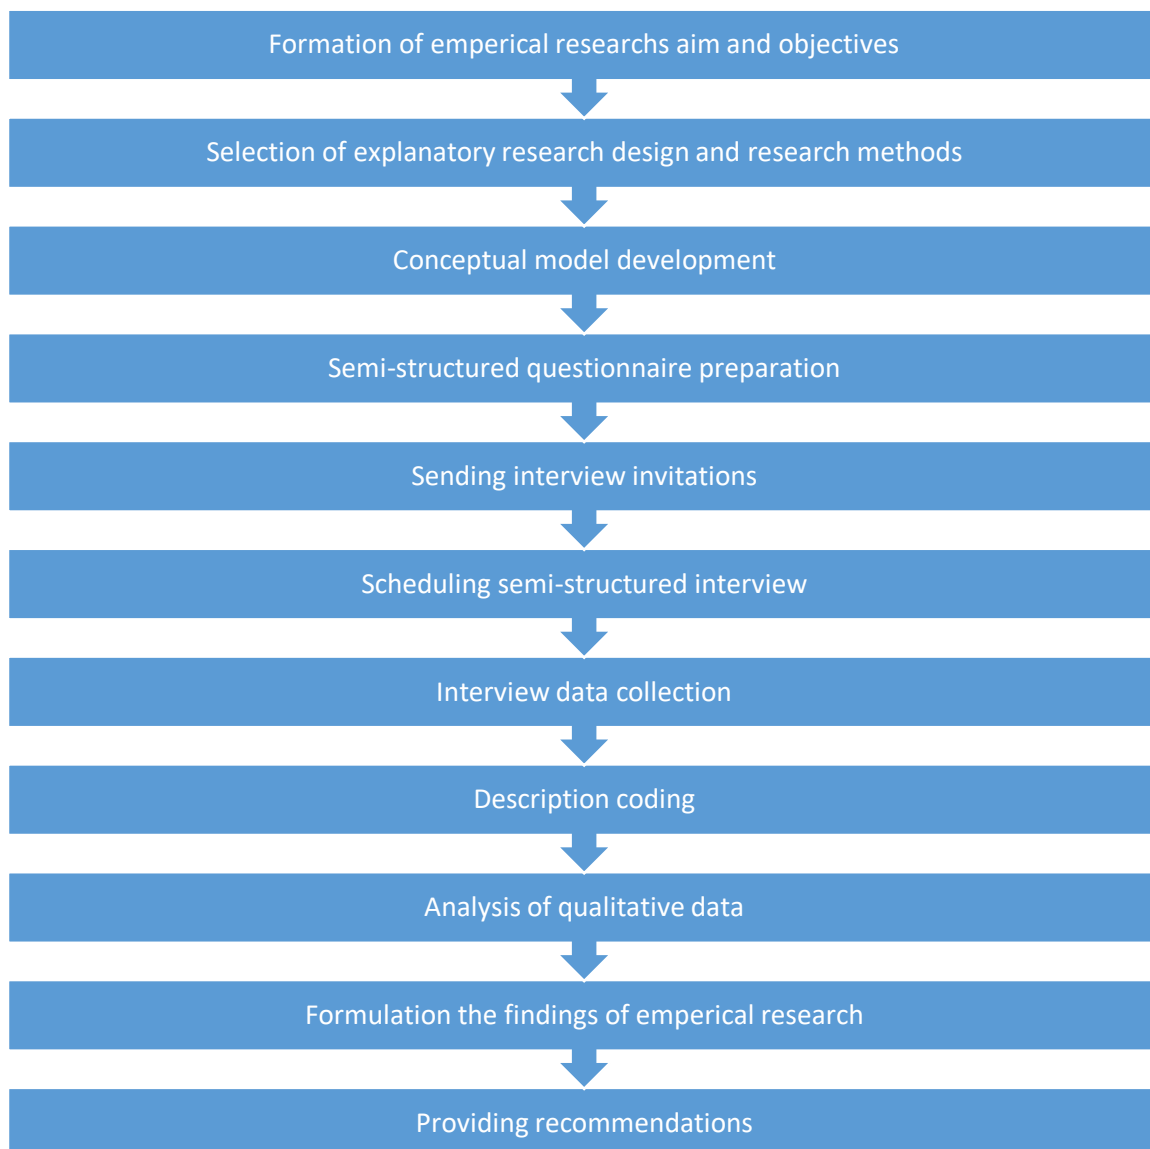 Formation of emperical researchs aim and objectives
Selection of explanatory research design and research methods
Conceptual model development
Semi-structured questionnaire preparation
Sending interview invitations
Scheduling semi-structured interview
Interview data collection
Description coding
Analysis of qualitative data
Formulation the findings of emperical research
Providing recommendations